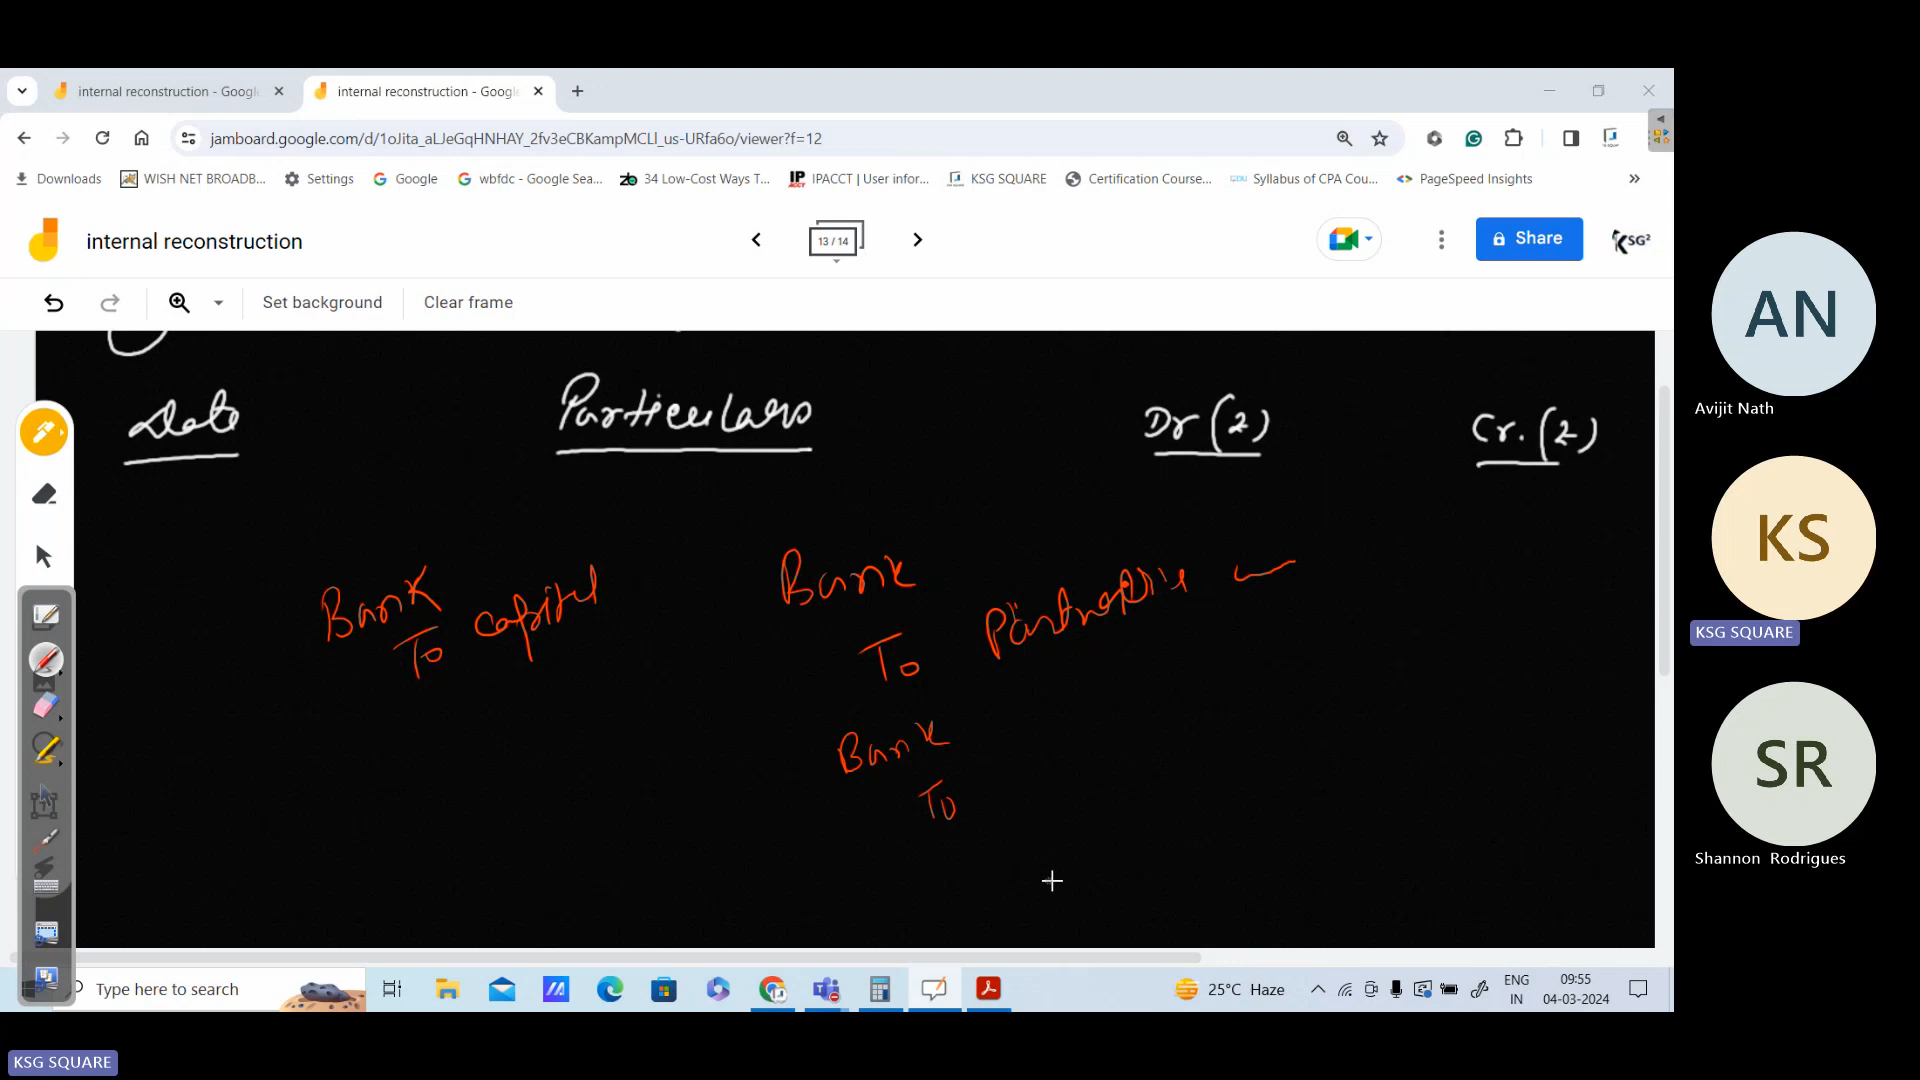 internal reconstruction - Google
internal reconstruction - Google
jamboard.google.com/d/1oJita_aLJeGqHNHAY_2fv3eCBKampMCLl_us-URfa6o/viewer?f=12
Downloads
WISH NET BROADB...
Settings
Google
wbfdc - Google Sea...
34 Low-Cost Ways T...
IPACCT | User infor...
KSG SQUARE
Certification Course...
Syllabus of CPA Cou...
PageSpeed Insights
internal reconstruction
13 / 14
Share
KSG²
Set background
Clear frame
Date Particulars Dr (₹) Cr. (₹)
Bank
To capital
Bank
To
Bank
To
AN
Avijit Nath
KS
KSG SQUARE
SR
Shannon Rodrigues
Type here to search
25°C Haze
ENG
IN
09:55
04-03-2024
KSG SQUARE